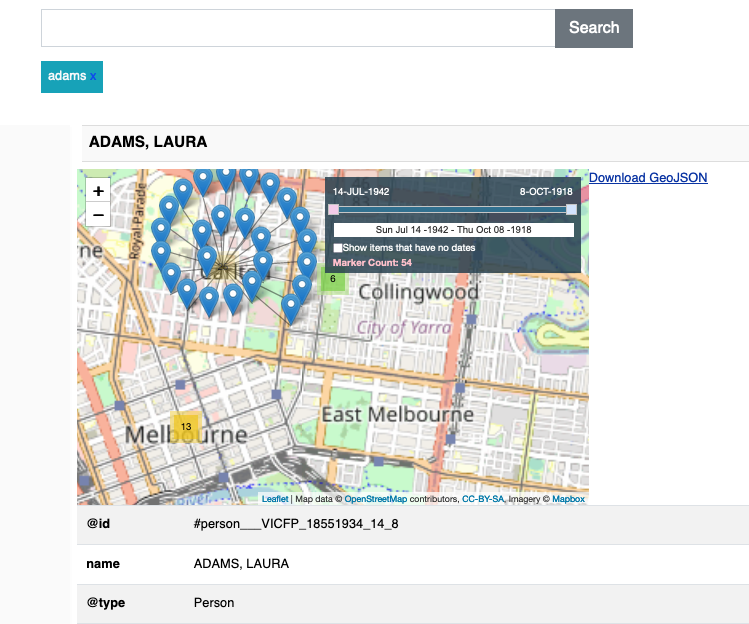 Search
adams x
ADAMS, LAURA
+
−
Royal Parade
83
14-JUL-1942
8-OCT-1918
Sun Jul 14 -1942 - Thu Oct 08 -1918
Show items that have no dates
Marker Count: 54
Download GeoJSON
ne
Carlton
6
Collingwood
City of Yarra
East Melbourne
13
Melbourne
Leaflet | Map data © OpenStreetMap contributors, CC-BY-SA, Imagery © Mapbox
@id #person___VICFP_18551934_14_8
name ADAMS, LAURA
@type Person